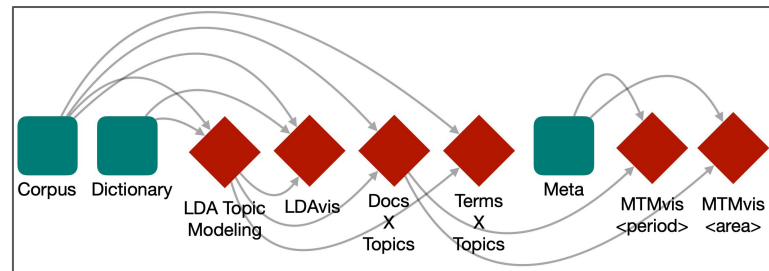 Corpus
Dictionary
LDA Topic
Modeling
LDAvis
Docs
X
Topics
Terms
X
Topics
Meta
MTMvis
<period>
MTMvis
<area>